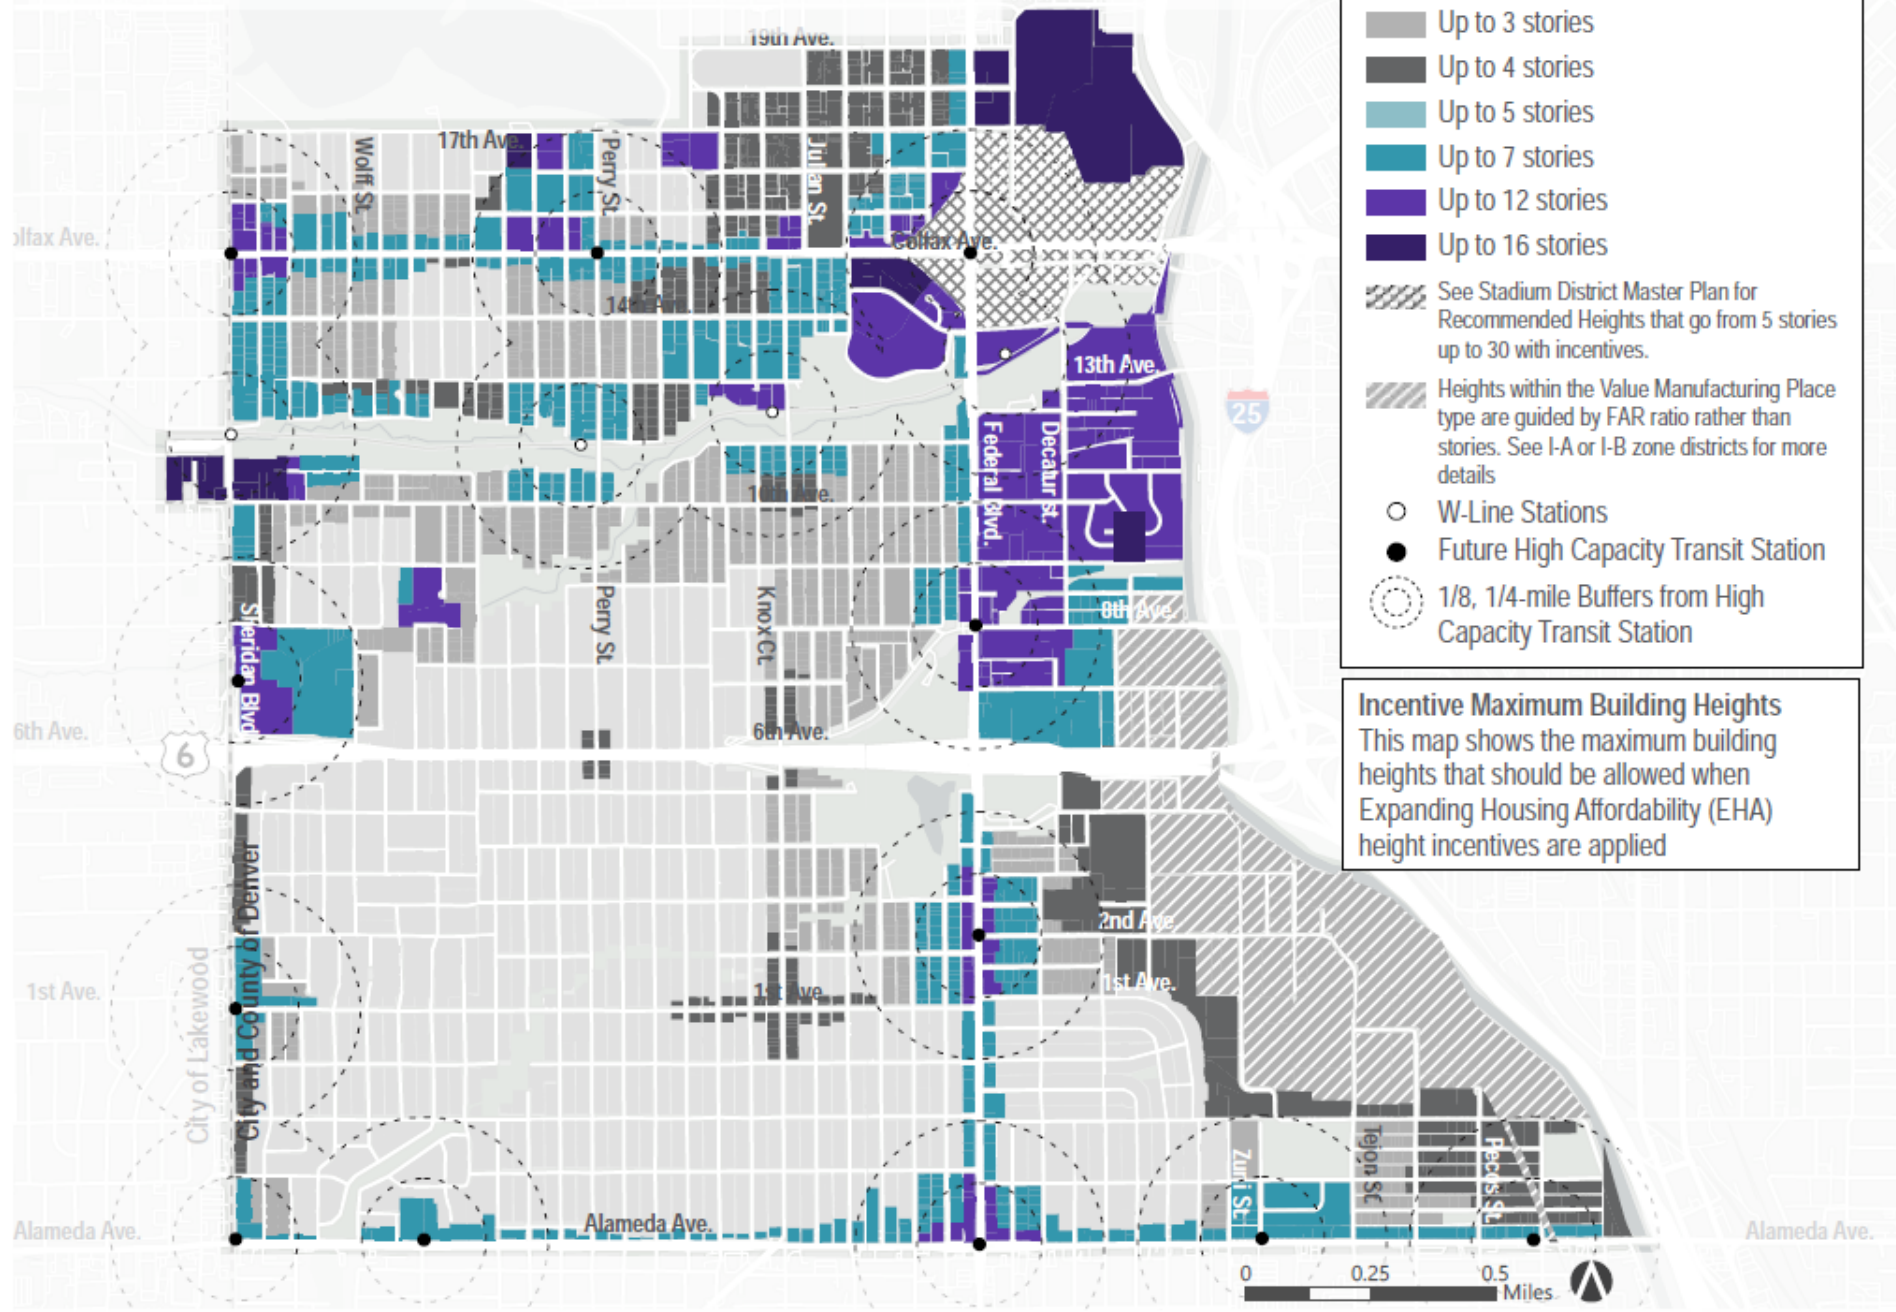 19th Ave.
17th Ave.
Wolff St.
Perry St.
Julian St.
olfax Ave.
Colfax Ave.
14th Ave.
13th Ave.
25
Federal Blvd.
Decatur St.
10th Ave.
8th Ave.
Sheridan Blvd
Perry St.
Knox Ct.
6th Ave.
6th Ave.
6
City of Lakewood
City and County of Denver
2nd Ave
1st Ave.
1st Ave.
1st Ave.
Zuni St.
Tejon St.
Pecos St.
Alameda Ave.
Alameda Ave.
Alameda Ave.
0 0.25 0.5
Miles
Up to 3 stories
Up to 4 stories
Up to 5 stories
Up to 7 stories
Up to 12 stories
Up to 16 stories
See Stadium District Master Plan for
Recommended Heights that go from 5 stories
up to 30 with incentives.
Heights within the Value Manufacturing Place
type are guided by FAR ratio rather than
stories. See I-A or I-B zone districts for more
details
W-Line Stations
Future High Capacity Transit Station
1/8, 1/4-mile Buffers from High
Capacity Transit Station
Incentive Maximum Building Heights
This map shows the maximum building
heights that should be allowed when
Expanding Housing Affordability (EHA)
height incentives are applied